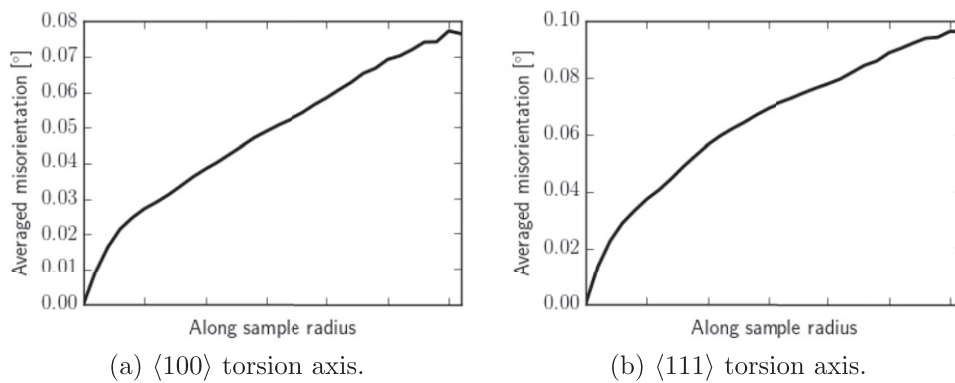 0.08
0.07
0.06
0.05
0.04
0.03
0.02
0.01
0.00
Averaged misorientation [°]
Along sample radius
(a) ⟨100⟩ torsion axis.
0.10
0.08
0.06
0.04
0.02
0.00
Averaged misorientation [°]
Along sample radius
(b) ⟨111⟩ torsion axis.